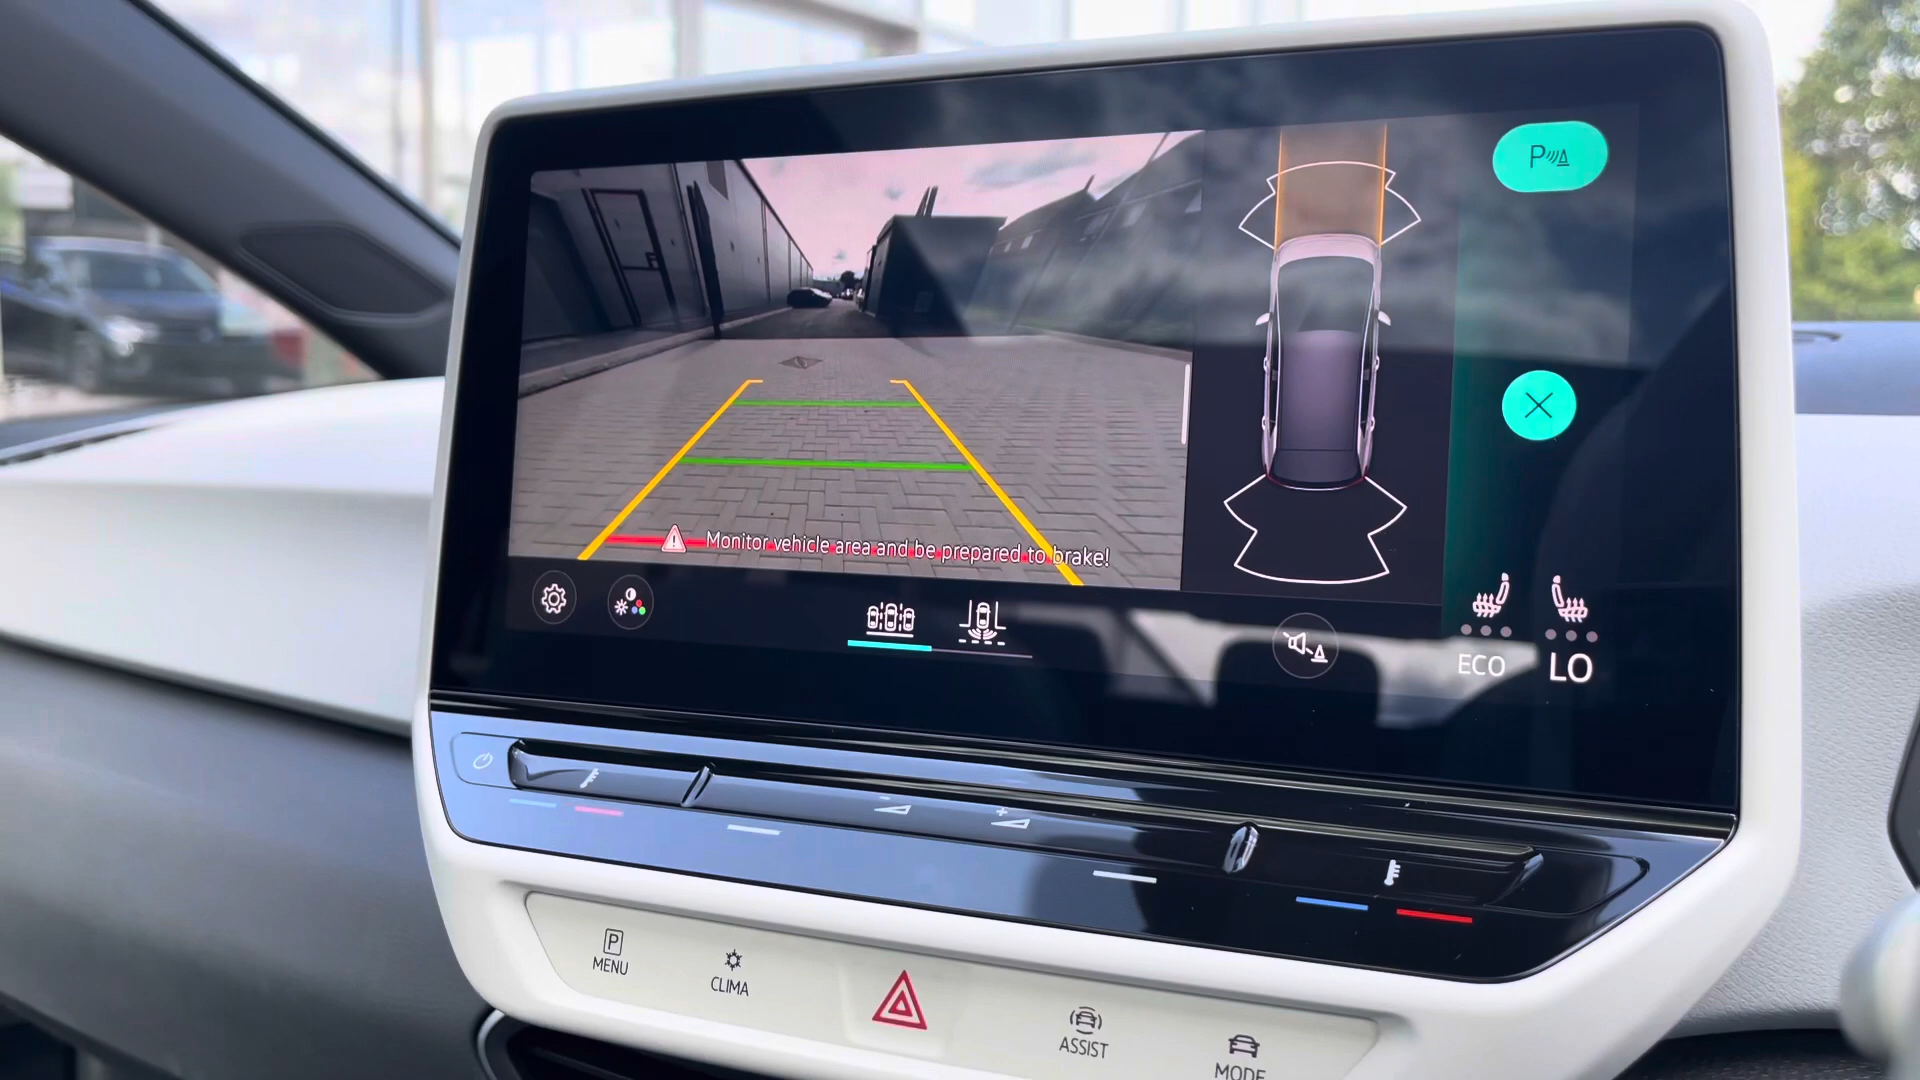 P
Monitor vehicle area and be prepared to brake!
ECO
LO
P
MENU
CLIMA
ASSIST
MODE